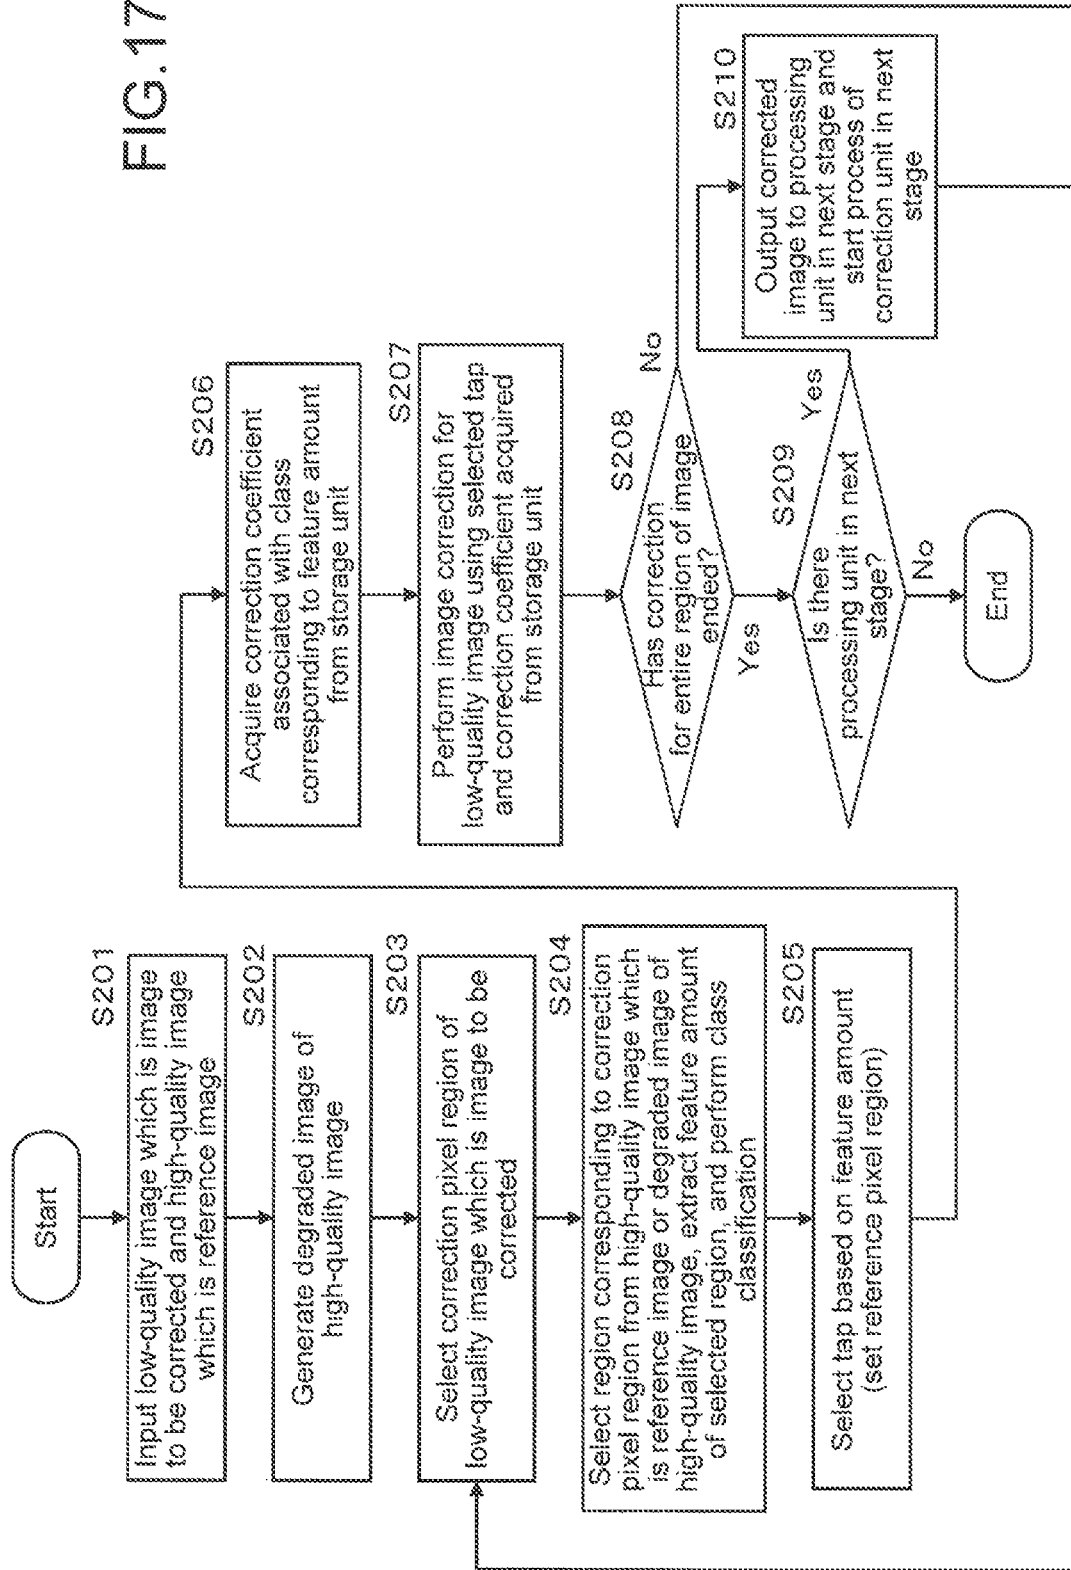 FIG.17
Start
S201
Input low-quality image which is image
to be corrected and high-quality image
which is reference image
S202
Generate degraded image of
high-quality image
S203
Select correction pixel region of
low-quality image which is image to be
corrected
S204
Select region corresponding to correction
pixel region from high-quality image which
is reference image or degraded image of
high-quality image, extract feature amount
of selected region, and perform class
classification
S205
Select tap based on feature amount
(set reference pixel region)
S206
Acquire correction coefficient
associated with class
corresponding to feature amount
from storage unit
S207
Perform image correction for
low-quality image using selected tap
and correction coefficient acquired
from storage unit
S208
Has correction
for entire region of image
ended?
No
Yes
S209
Is there
processing unit in next
stage?
Yes
No
S210
Output corrected
image to processing
unit in next stage and
start process of
correction unit in next
stage
End